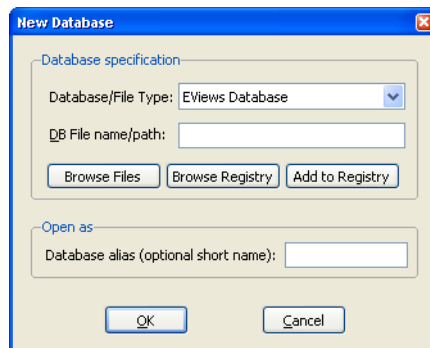 New Database
Database specification
Database/File Type: EViews Database
DB File name/path:
Browse Files Browse Registry Add to Registry
Open as
Database alias (optional short name):
OK Cancel